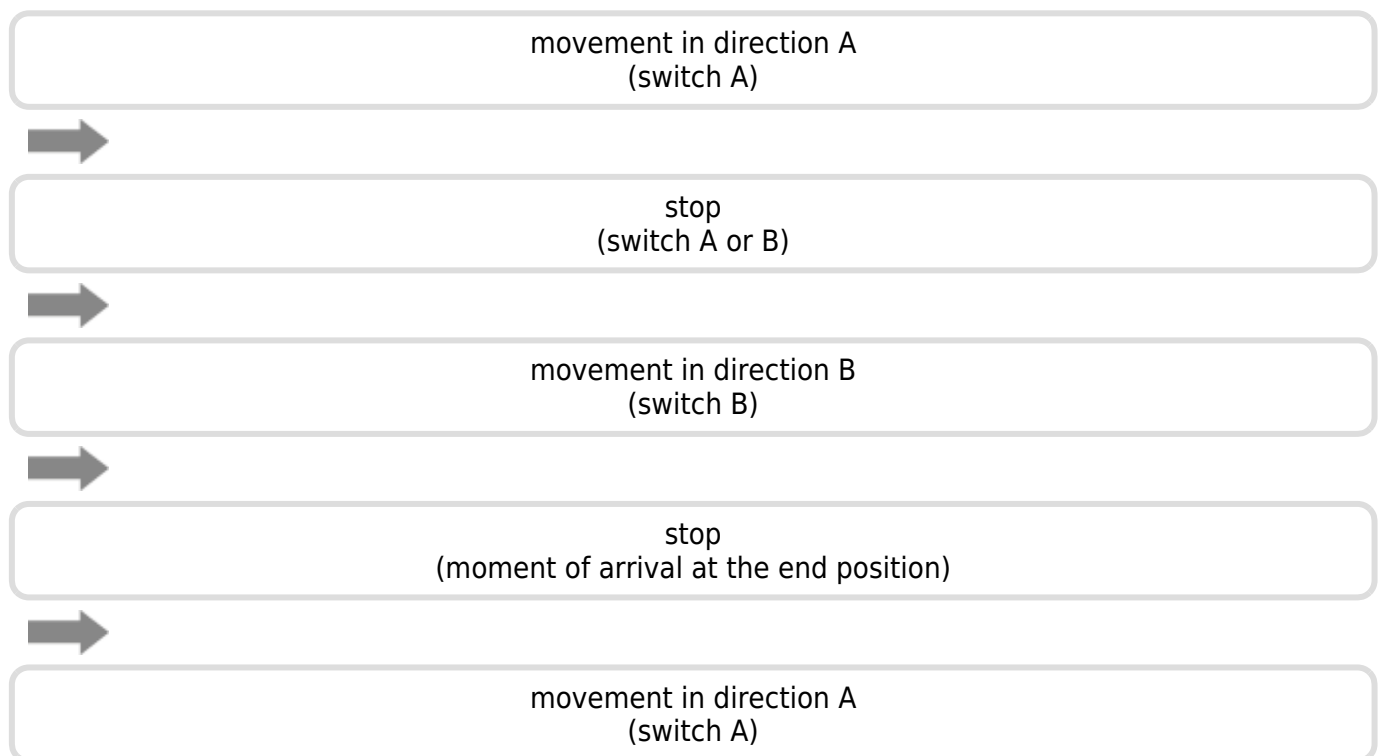 movement in direction A
(switch A)
stop
(switch A or B)
movement in direction B
(switch B)
stop
(moment of arrival at the end position)
movement in direction A
(switch A)